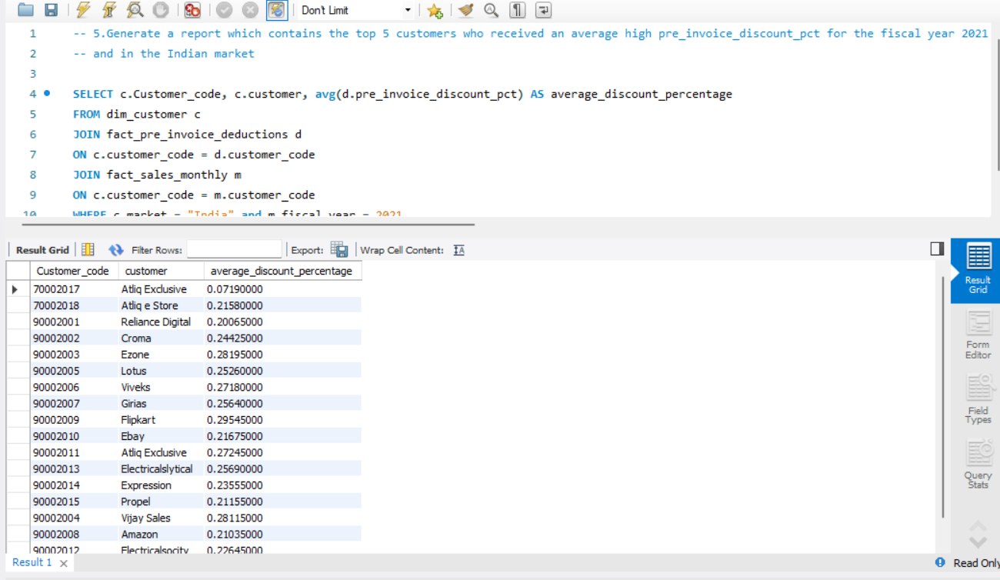 Don't Limit
1 -- 5.Generate a report which contains the top 5 customers who received an average high pre_invoice_discount_pct for the fiscal year 2021
2 -- and in the Indian market
3
4 SELECT c.Customer_code, c.customer, avg(d.pre_invoice_discount_pct) AS average_discount_percentage
5 FROM dim_customer c
6 JOIN fact_pre_invoice_deductions d
7 ON c.customer_code = d.customer_code
8 JOIN fact_sales_monthly m
9 ON c.customer_code = m.customer_code
10 WHERE c.market = "India" and m.fiscal_year = 2021
Result Grid Filter Rows: Export: Wrap Cell Content: IA
Customer_code customer average_discount_percentage
70002017 Atliq Exclusive 0.07190000
70002018 Atliq e Store 0.21580000
90002001 Reliance Digital 0.20065000
90002002 Croma 0.24425000
90002003 Ezone 0.28195000
90002005 Lotus 0.25260000
90002006 Viveks 0.27180000
90002007 Girias 0.25640000
90002009 Flipkart 0.29545000
90002010 Ebay 0.21675000
90002011 Atliq Exclusive 0.27245000
90002013 Electricalslytical 0.25690000
90002014 Expression 0.23555000
90002015 Propel 0.21155000
90002004 Vijay Sales 0.28115000
90002008 Amazon 0.21035000
90002012 Electricalsocity 0.22645000
Result
Grid
Form
Editor
Field
Types
Query
Stats
Result 1
Read Only